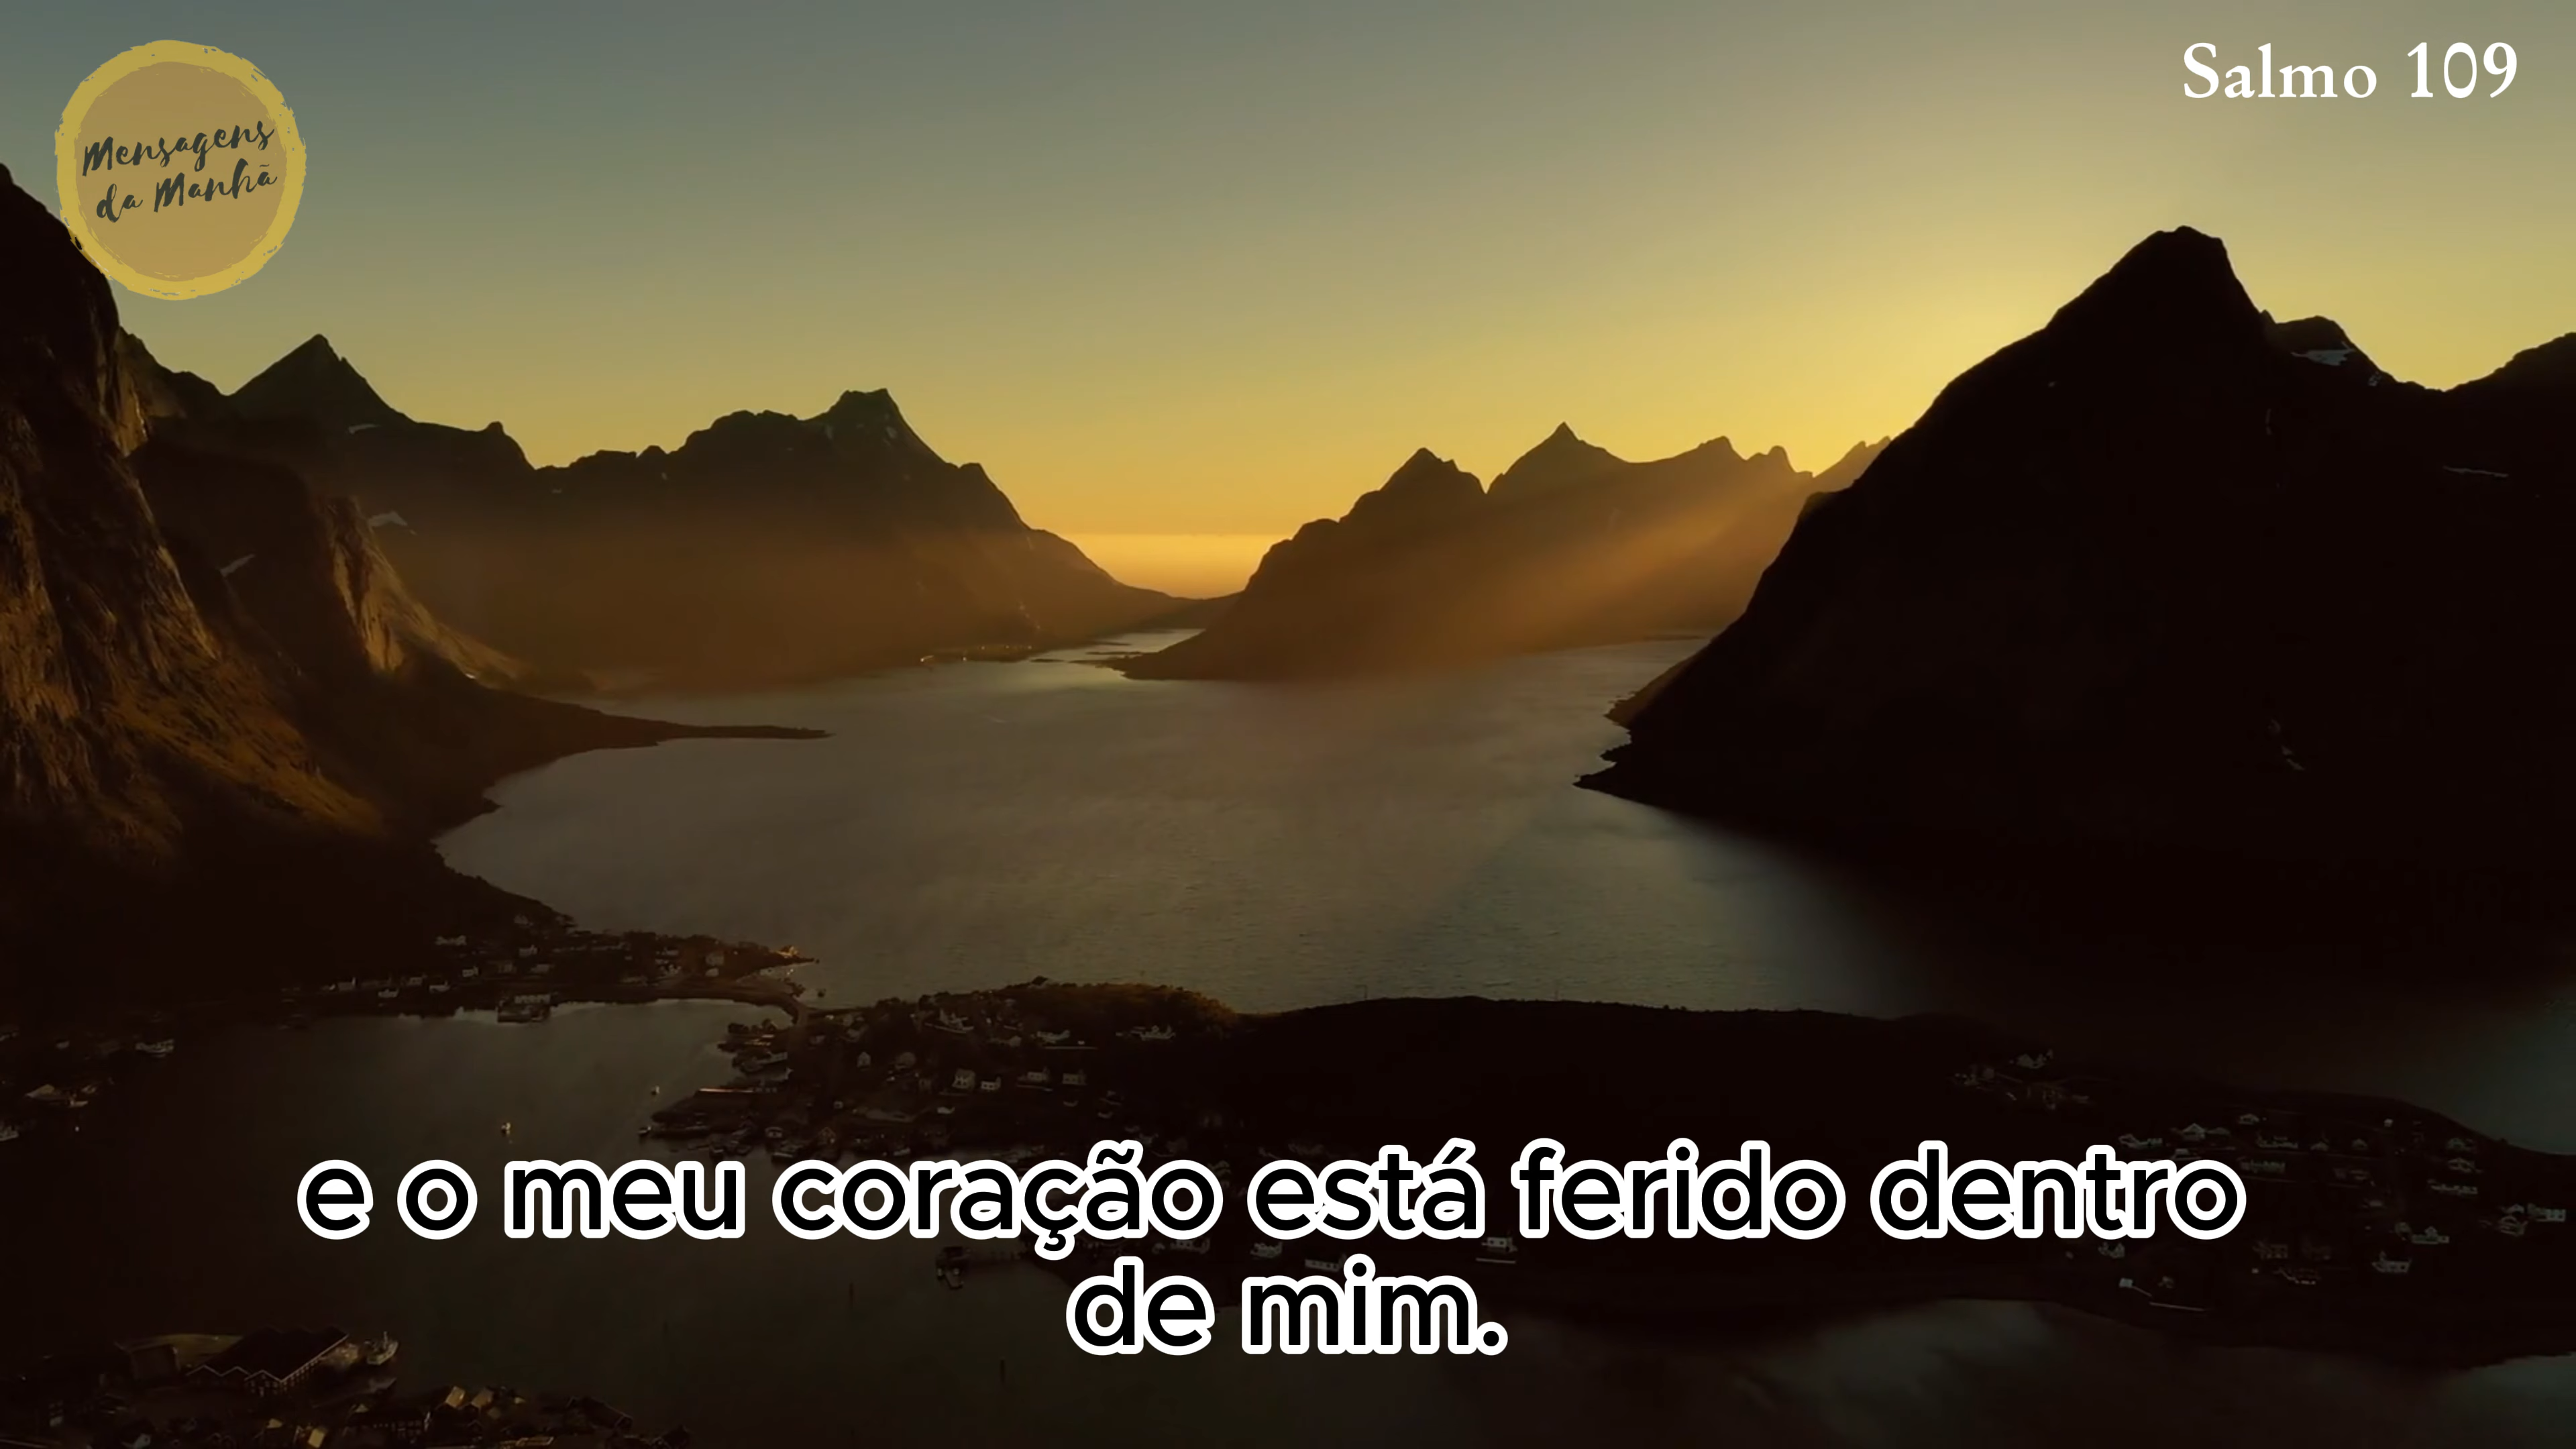 Mensagens
da Manhã
Salmo 109
e o meu coração está ferido dentro
de mim.